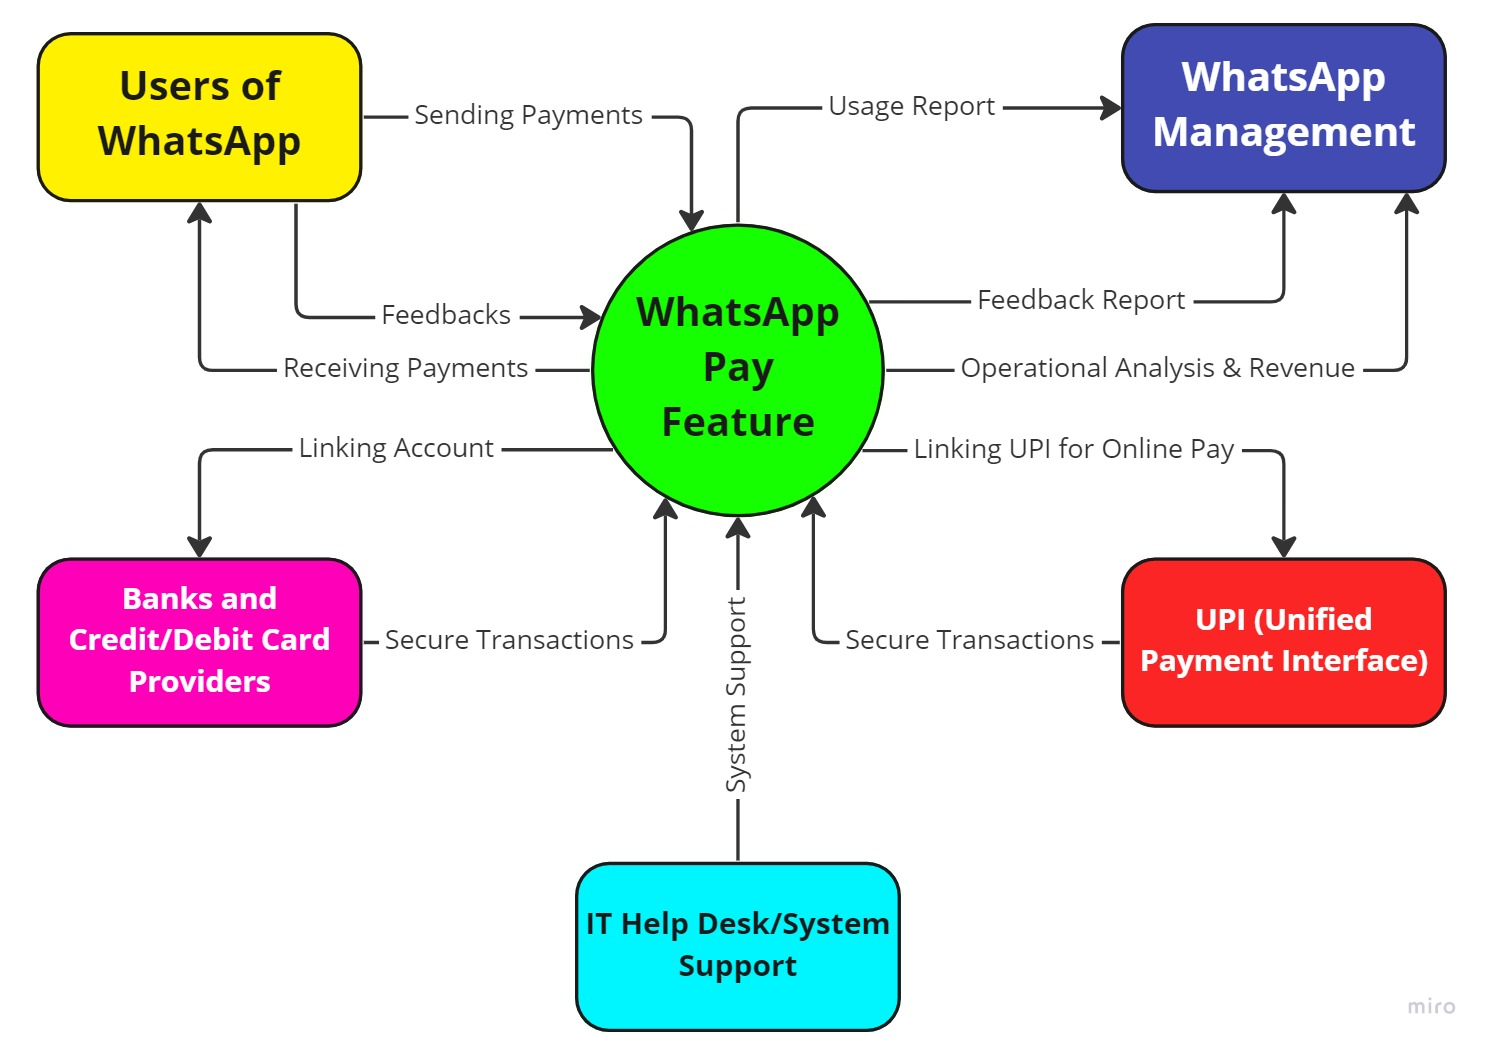 Users of
WhatsApp
Sending Payments
Usage Report
WhatsApp
Management
Feedbacks
Receiving Payments
WhatsApp
Pay
Feature
Feedback Report
Operational Analysis & Revenue
Linking Account
Linking UPI for Online Pay
Banks and
Credit/Debit Card
Providers
Secure Transactions
System Support
Secure Transactions
UPI (Unified
Payment Interface)
IT Help Desk/System
Support
miro